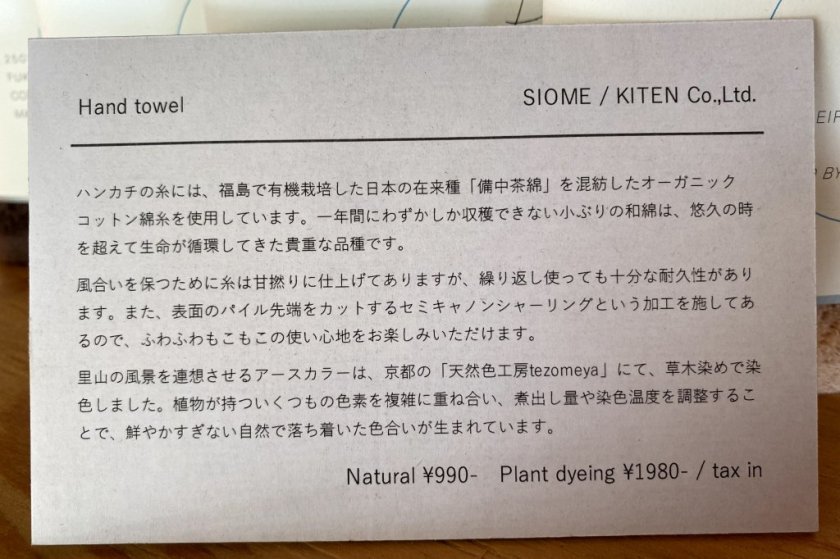 Hand towel
SIOME / KITEN Co.,Ltd.
ハンカチの糸には、福島で有機栽培した日本の在来種「備中茶綿」を混紡したオーガニック
コットン綿糸を使用しています。一年間にわずかしか収穫できない小ぶりの和綿は、悠久の時
を超えて生命が循環してきた貴重な品種です。
風合いを保つために糸は甘撚りに仕上げてありますが、繰り返し使っても十分な耐久性があり
ます。また、表面のパイル先端をカットするセミキャノンシャーリングという加工を施してあ
るので、ふわふわもこもこの使い心地をお楽しみいただけます。
里山の風景を連想させるアースカラーは、京都の「天然色工房tezomeya」にて、草木染めで染
色しました。植物が持ついくつもの色素を複雑に重ね合い、煮出し量や染色温度を調整するこ
とで、鮮やかすぎない自然で落ち着いた色合いが生まれています。
Natural ¥990- Plant dyeing ¥1980- / tax in
BY